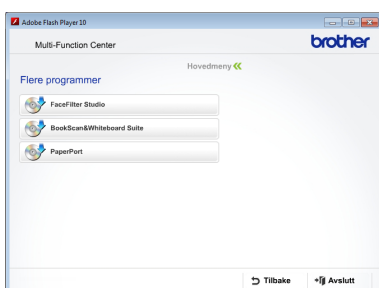 Adobe Flash Player 10
Multi-Function Center
brother
Hovedmeny
Flere programmer
FaceFilter Studio
BookScan&Whiteboard Suite
PaperPort
Tilbake
Avslutt